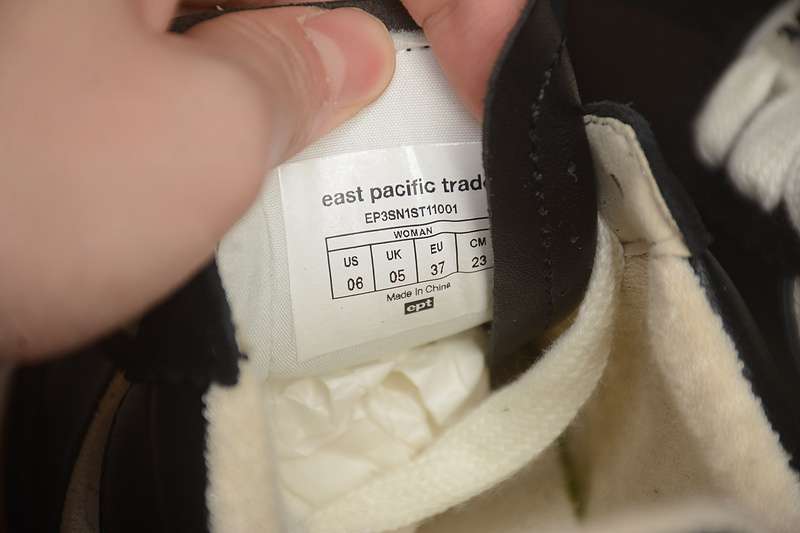 east pacific trade
EP3SN1ST11001
WOMAN
US UK EU CM
06 05 37 23
Made in China
ept